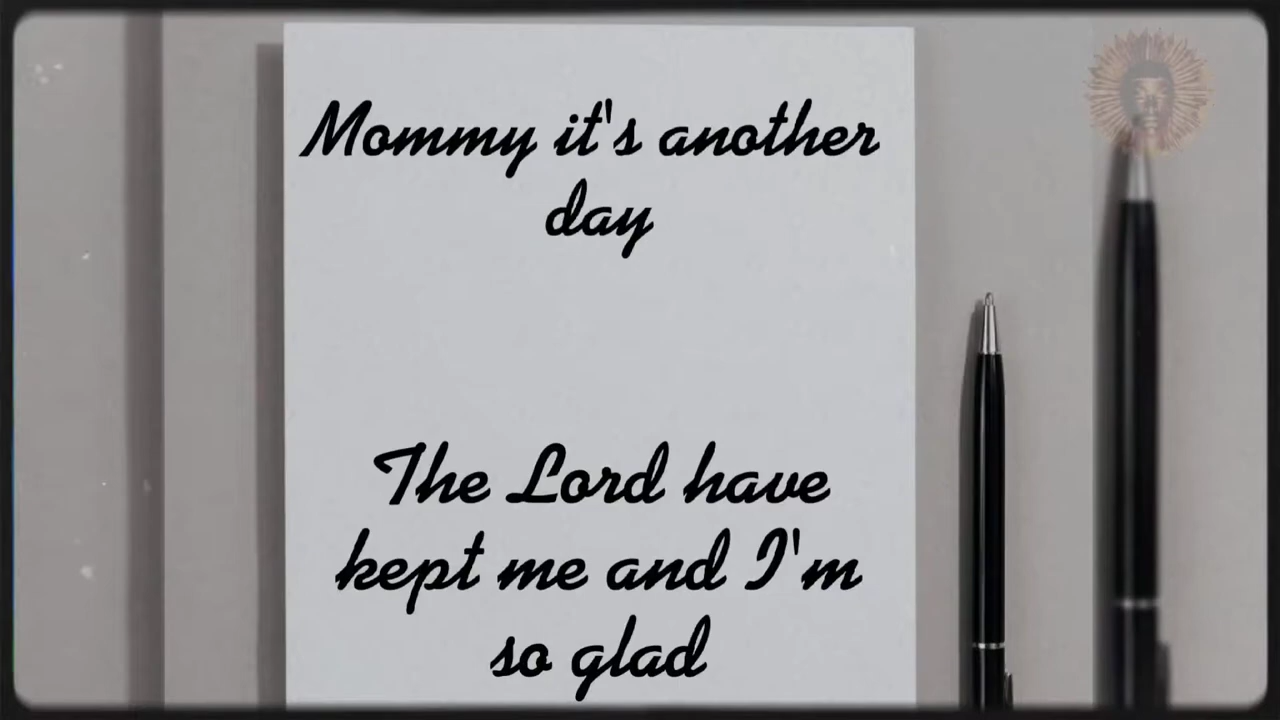 Mommy it's another
day
The Lord have
kept me and I'm
so glad